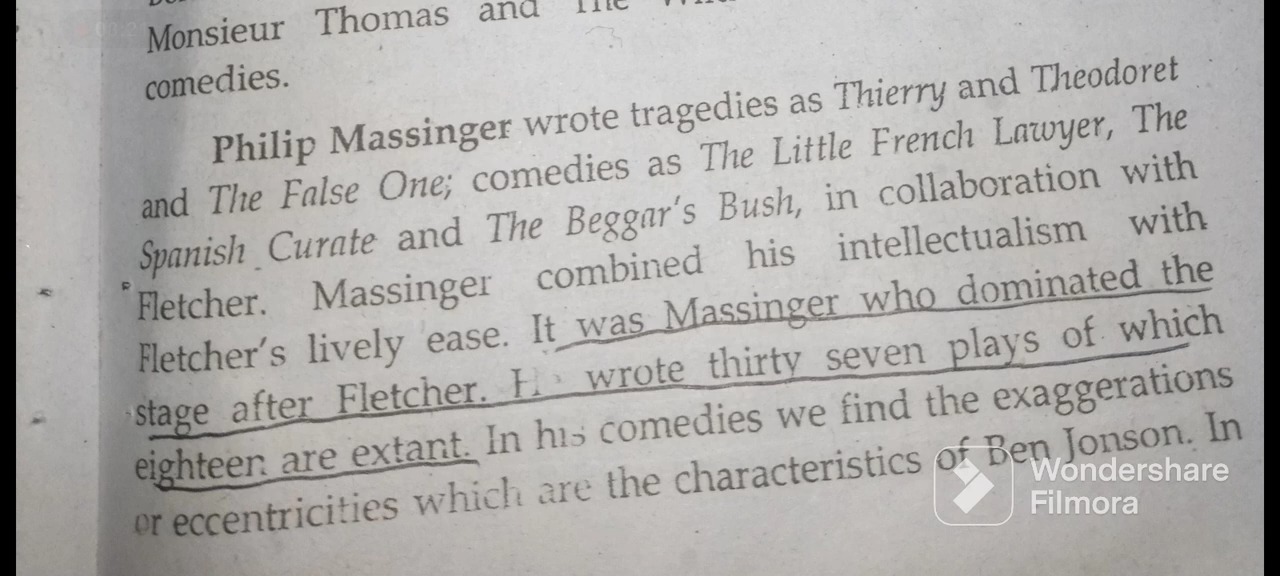 Monsieur Thomas and The
comedies.
Philip Massinger wrote tragedies as Thierry and Theodoret
and The False One; comedies as The Little French Lawyer, The
Spanish Curate and The Beggar's Bush, in collaboration with
Fletcher. Massinger combined his intellectualism with
Fletcher's lively ease. It was Massinger who dominated the
stage after Fletcher. He wrote thirty seven plays of which
eighteen are extant. In his comedies we find the exaggerations
or eccentricities which are the characteristics of Ben Jonson. In
Wondershare
Filmora